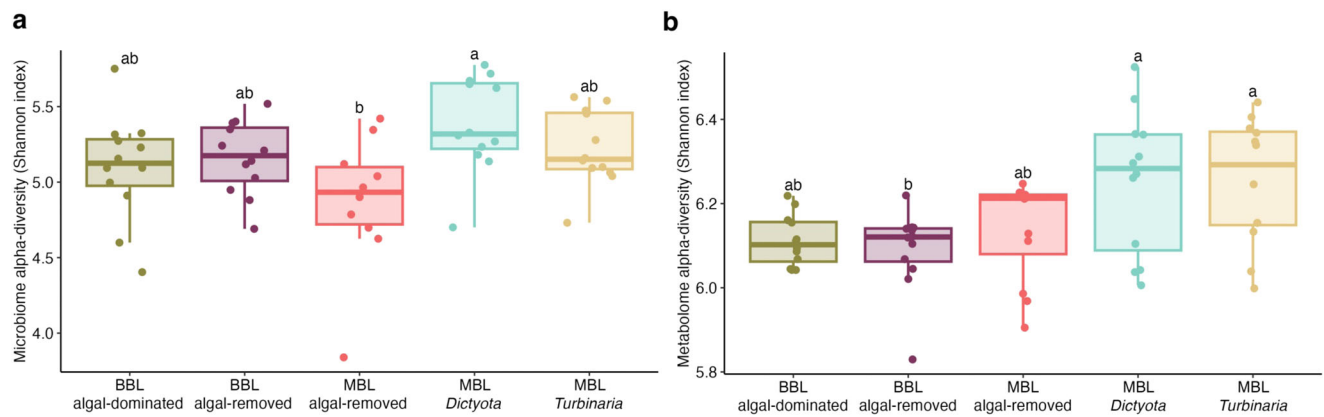 a
Microbiome alpha-diversity (Shannon index)
5.5
5.0
4.5
4.0
ab
ab
b
a
ab
BBL
algal-dominated
BBL
algal-removed
MBL
algal-removed
MBL
Dictyota
MBL
Turbinaria
b
Metabolome alpha-diversity (Shannon index)
6.4
6.2
6.0
5.8
ab
b
ab
a
a
BBL
algal-dominated
BBL
algal-removed
MBL
algal-removed
MBL
Dictyota
MBL
Turbinaria